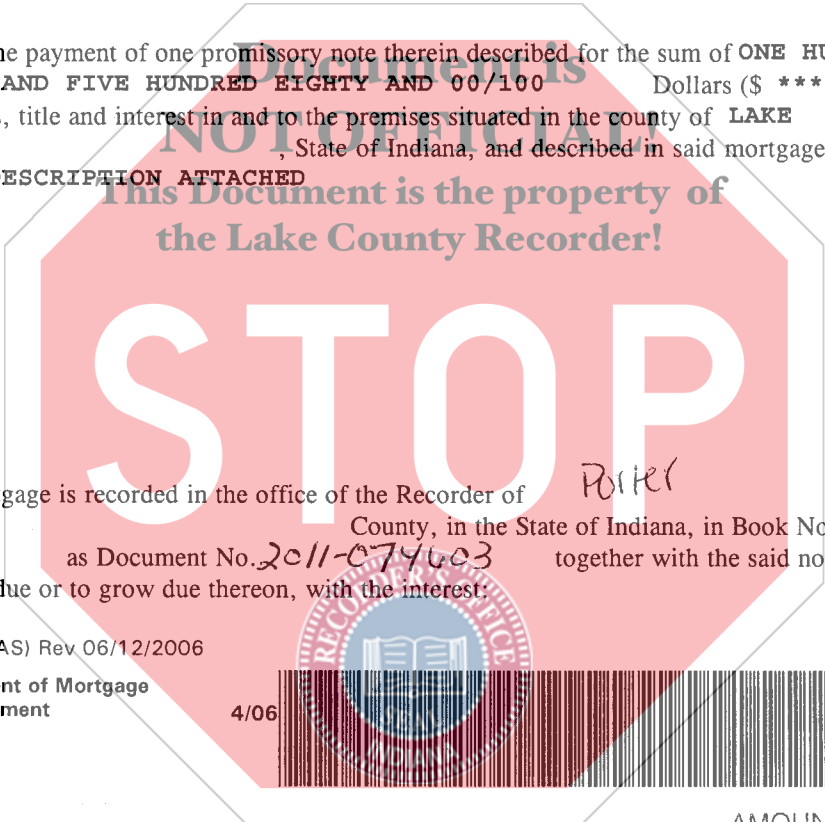 ne payment of one promissory note therein described for the sum of ONE HU
AND FIVE HUNDRED EIGHTY AND 00/100 Dollars ($ ***
, title and interest in and to the premises situated in the county of LAKE
, State of Indiana, and described in said mortgage
ESCRIPTION ATTACHED
Document is
NOT OFFICIAL!
This Document is the property of
the Lake County Recorder!
STOP
gage is recorded in the office of the Recorder of Porter
County, in the State of Indiana, in Book No
as Document No. 2011-074603 together with the said no
due or to grow due thereon, with the interest:
AS) Rev 06/12/2006
nt of Mortgage
ment
4/06
RECORDER'S OFFICE
SEAL
INDIANA
AMOUN